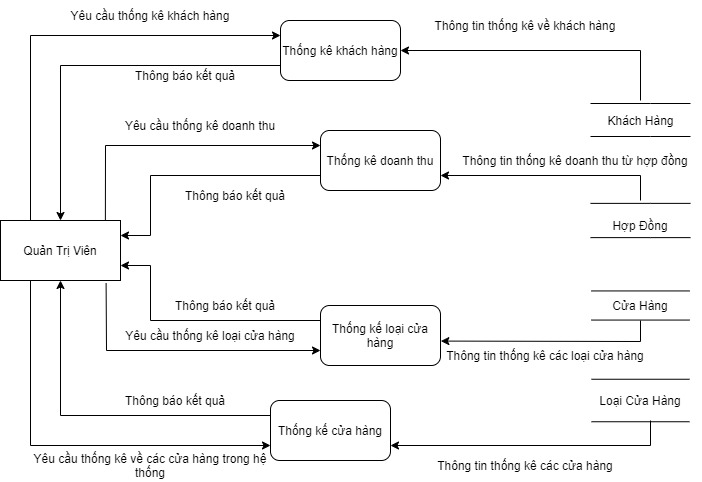 Yêu cầu thống kê khách hàng
Thông tin thống kê về khách hàng
Thống kê khách hàng
Thông báo kết quả
Khách Hàng
Yêu cầu thống kê doanh thu
Thống kê doanh thu
Thông tin thống kê doanh thu từ hợp đồng
Thông báo kết quả
Hợp Đồng
Quản Trị Viên
Thông báo kết quả
Cửa Hàng
Thống kế loại cửa
hàng
Yêu cầu thống kê loại cửa hàng
Thông tin thống kê các loại cửa hàng
Thông báo kết quả
Loại Cửa Hàng
Thống kế cửa hàng
Yêu cầu thống kê về các cửa hàng trong hệ
thống
Thông tin thống kê các cửa hàng